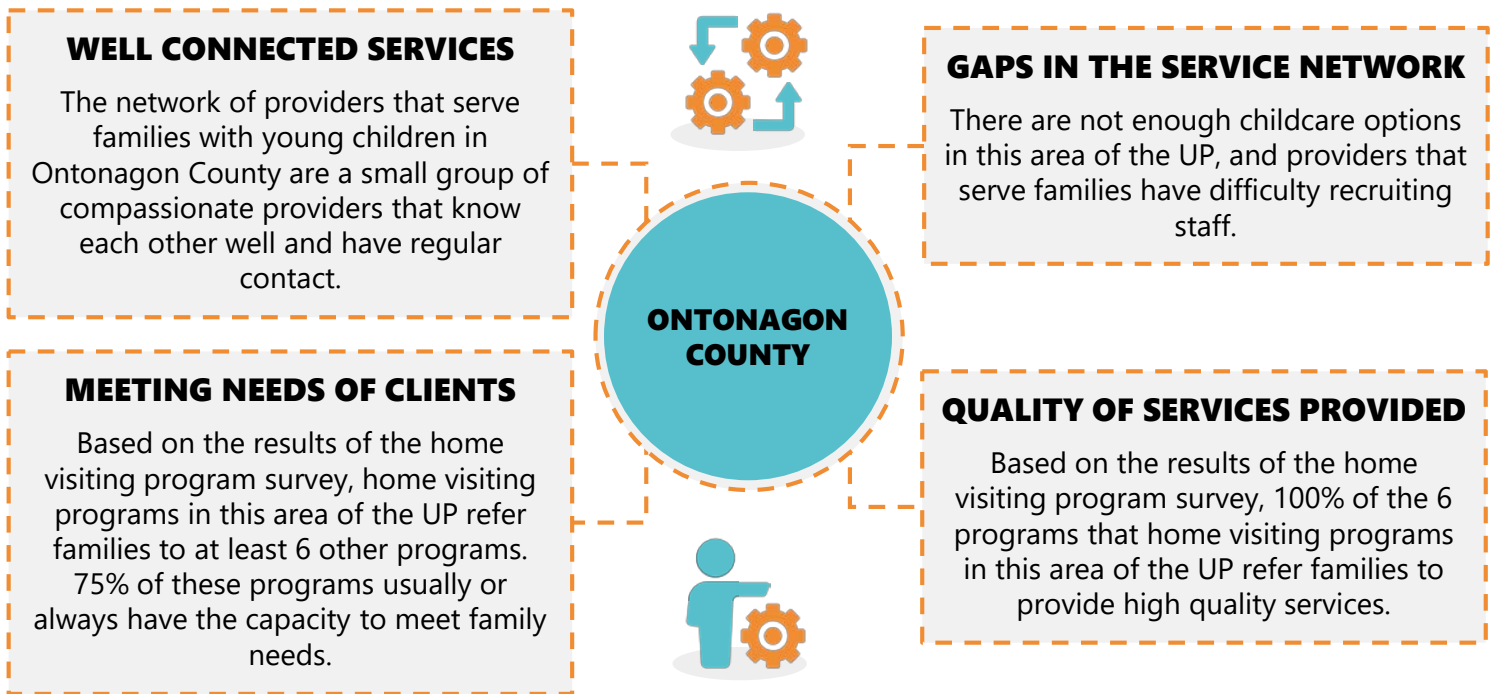 WELL CONNECTED SERVICES
The network of providers that serve
families with young children in
Ontonagon County are a small group of
compassionate providers that know
each other well and have regular
contact.
GAPS IN THE SERVICE NETWORK
There are not enough childcare options
in this area of the UP, and providers that
serve families have difficulty recruiting
staff.
ONTONAGON
COUNTY
MEETING NEEDS OF CLIENTS
Based on the results of the home
visiting program survey, home visiting
programs in this area of the UP refer
families to at least 6 other programs.
75% of these programs usually or
always have the capacity to meet family
needs.
QUALITY OF SERVICES PROVIDED
Based on the results of the home
visiting program survey, 100% of the 6
programs that home visiting programs
in this area of the UP refer families to
provide high quality services.